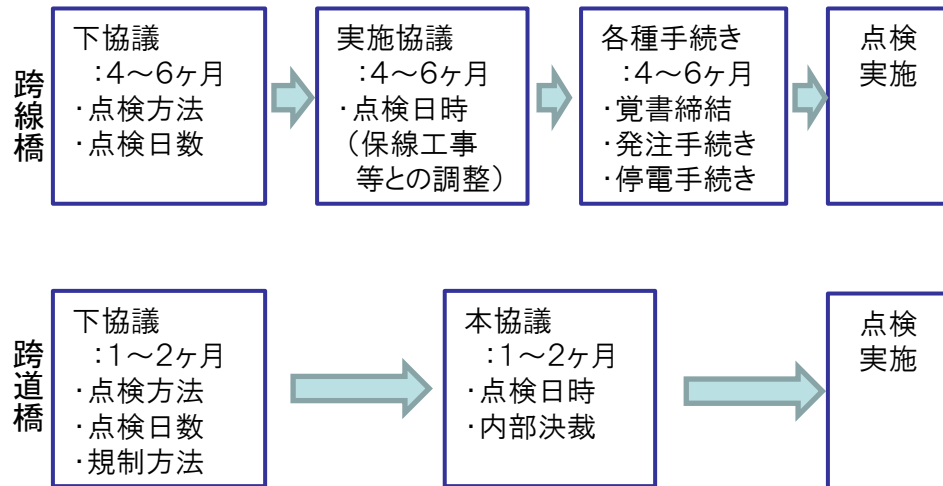 跨線橋
下協議
:4～6ヶ月
・点検方法
・点検日数
実施協議
:4～6ヶ月
・点検日時
（保線工事
等との調整）
各種手続き
:4～6ヶ月
・覚書締結
・発注手続き
・停電手続き
点検
実施
跨道橋
下協議
:1～2ヶ月
・点検方法
・点検日数
・規制方法
本協議
:1～2ヶ月
・点検日時
・内部決裁
点検
実施